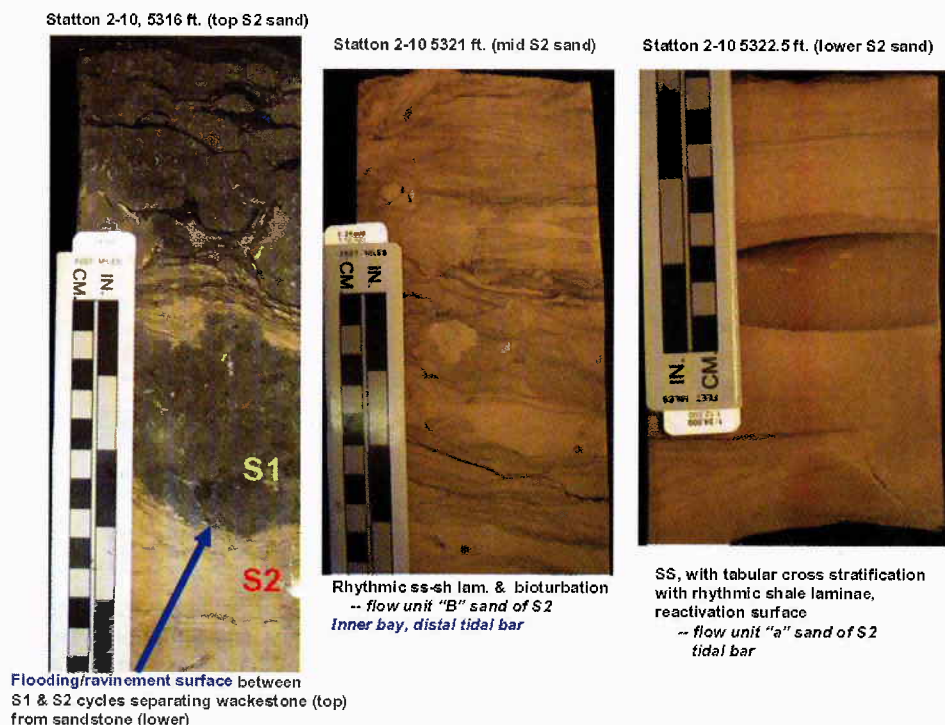 Statton 2-10, 5316 ft. (top S2 sand)
Statton 2-10 5321 ft. (mid S2 sand)
Statton 2-10 5322.5 ft. (lower S2 sand)
CM.
IN.
S1
S2
Flooding/ravinement surface between
S1 & S2 cycles separating wackestone (top)
from sandstone (lower)
CM.
IN.
Rhythmic ss-sh lam. & bioturbation
-- flow unit "B" sand of S2
Inner bay, distal tidal bar
IN.
CM.
FEET MILES
SS, with tabular cross stratification
with rhythmic shale laminae,
reactivation surface
-- flow unit "a" sand of S2
tidal bar